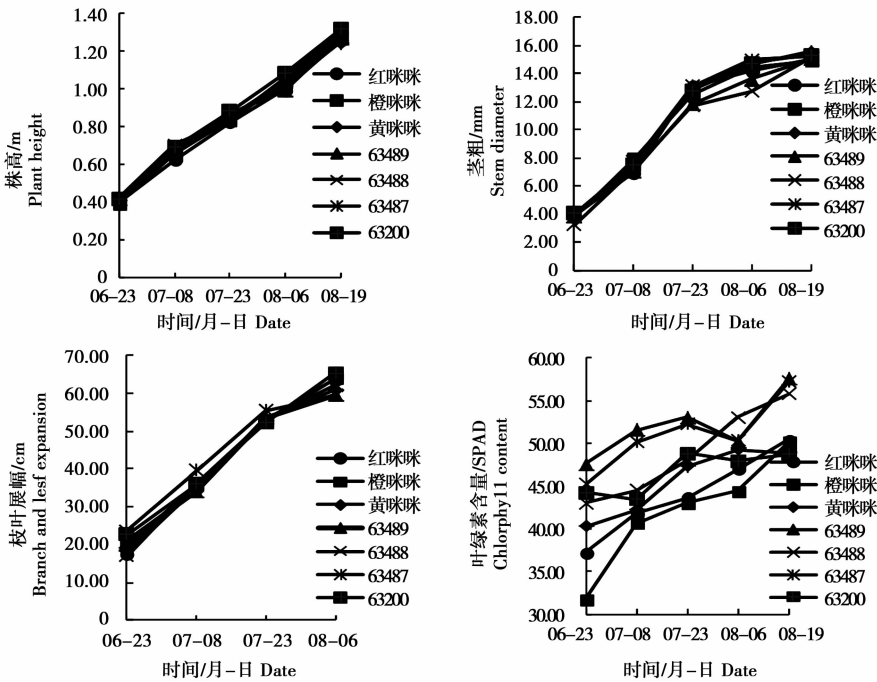 1.40
1.20
1.00
0.80
0.60
0.40
0.20
0
株高/m
Plant height
06–23 07–08 07–23 08–06 08–19
时间/月–日 Date
红咪咪
橙咪咪
黄咪咪
63489
63488
63487
63200
18.00
16.00
14.00
12.00
10.00
8.00
6.00
4.00
2.00
0
茎粗/mm
Stem diameter
06–23 07–08 07–23 08–06 08–19
时间/月–日 Date
红咪咪
橙咪咪
黄咪咪
63489
63488
63487
63200
70.00
60.00
50.00
40.00
30.00
20.00
10.00
0
枝叶展幅/cm
Branch and lesf expansion
06–23 07–08 07–23 08–06
时间/月–日 Date
红咪咪
橙咪咪
黄咪咪
63489
63488
63487
63200
60.00
55.00
50.00
45.00
40.00
35.00
30.00
叶绿素含量/SPAD
Chlorphy11 content
06–23 07–08 07–23 08–06 08–19
时间/月–日 Date
红咪咪
橙咪咪
黄咪咪
63489
63488
63487
63200